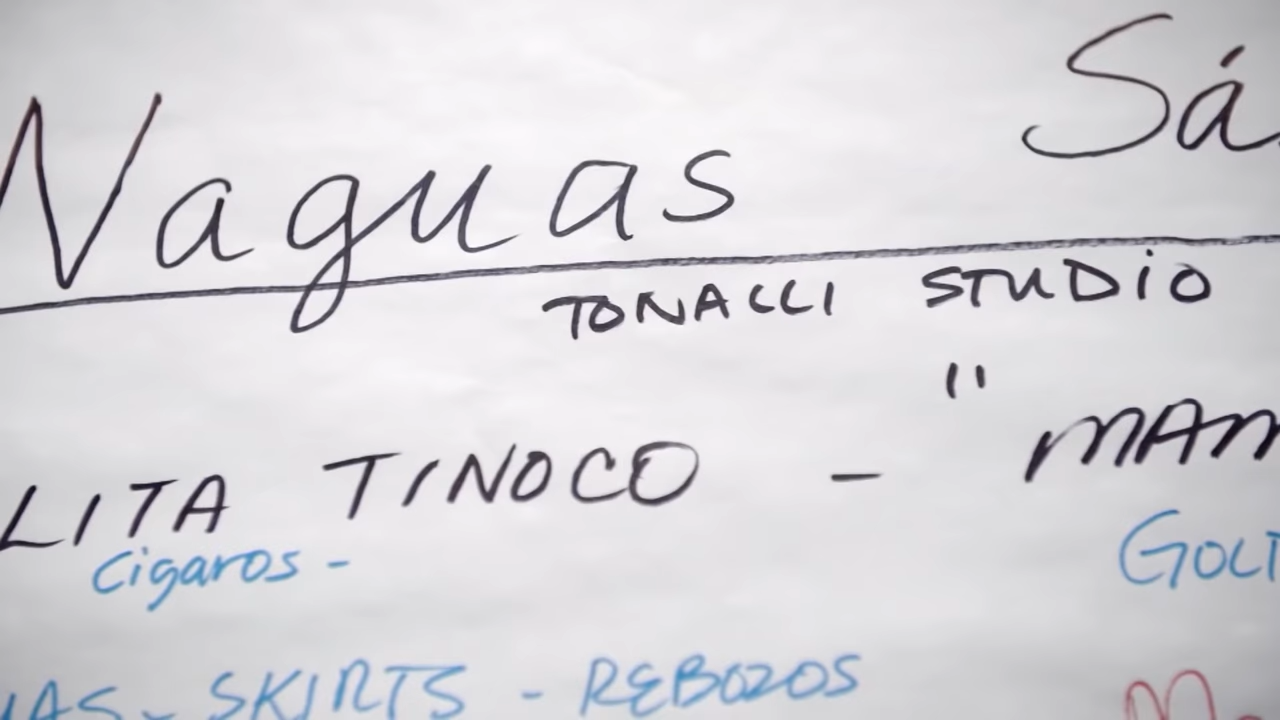 Naguas Sá
TONALLI STUDIO
LITA TINOCO - "MAM
Cigaros - GOLT
SKIRTS - REBOZOS